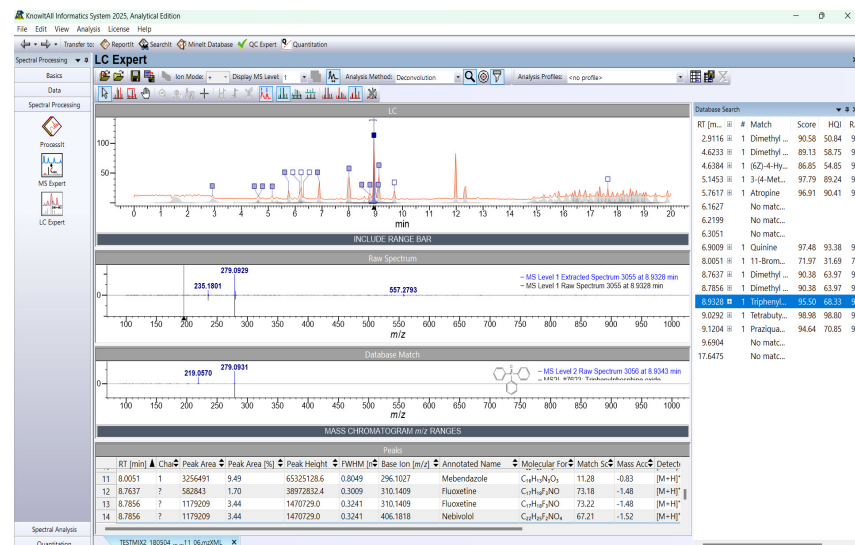 KnowItAll Informatics System 2025, Analytical Edition
File Edit View Analysis License Help
Transfer to: ReportIt SearchIt MineIt Database QC Expert Quantitation
Spectral Processing
LC Expert
Basics
Data
Spectral Processing
ProcessIt
MS Expert
LC Expert
Spectral Analysis
Quantitation
Ion Mode: + Display MS Level: 1 Analysis Method: Deconvolution Analysis Profiles: <no profile>
LC
100
50
0 1 2 3 4 5 6 7 8 9 10 11 12 13 14 15 16 17 18 19 20
min
INCLUDE RANGE BAR
Raw Spectrum
279.0929
235.1801
557.2793
– MS Level 1 Extracted Spectrum 3055 at 8.9328 min
– MS Level 1 Raw Spectrum 3055 at 8.9328 min
0
100 150 200 250 300 350 400 450 500 550 600 650 700 750 800 850 900 950 1000
m/z
Database Match
219.0570
279.0931
– MS Level 2 Raw Spectrum 3056 at 8.9343 min
0
100 150 200 250 300 350 400 450 500 550 600 650 700 750 800 850 900 950 1000
m/z
MASS CHROMATOGRAM m/z RANGES
Peaks
RT [min] Peak Area Peak Area [%] Peak Height Base Ion [m/z] Annotated Name Molecular For Match Sc Mass Acc Detecti
11 8.0051 1 3256491 9.49 65325128.6 0.8049 296.1027 Mebendazole C₁₆H₁₃N₃O₃ 11.28 -0.83 [M+H]⁺
12 8.7637 ? 582843 1.70 38972832.4 0.3009 310.1409 Fluoxetine C₁₇H₁₈F₃NO 73.18 -1.48 [M+H]⁺
13 8.7856 ? 1179209 3.44 1470729.0 0.3241 310.1409 Fluoxetine C₁₇H₁₈F₃NO 73.22 -1.48 [M+H]⁺
14 8.7856 ? 1179209 3.44 1470729.0 0.3241 406.1818 Nebivolol C₂₂H₂₅F₂NO₄ 67.21 -1.52 [M+H]⁺
Database Search
RT [m... # Match Score HQI
2.9116 1 Dimethyl ... 90.58 50.84 9
4.6233 1 Dimethyl ... 89.13 58.75 9
4.6384 1 (6Z)-4-Hy... 86.85 54.85 9
5.1453 1 3-(4-Met... 97.79 89.24 9
5.7617 1 Atropine 96.91 90.41 9
6.1627 No matc...
6.2199 No matc...
6.3051 No matc...
6.9009 1 Quinine 97.48 93.38 9
8.0051 1 11-Brom... 71.97 31.69 7
8.7637 1 Dimethyl ... 90.38 63.97 9
8.7856 1 Dimethyl ... 90.38 63.97 9
8.9328 1 Triphenyl... 95.50 68.33 9
9.0292 1 Tetrabuty... 98.98 98.80 9
9.1204 1 Praziqua... 94.64 70.85 9
9.6904 No matc...
17.6475 No matc...